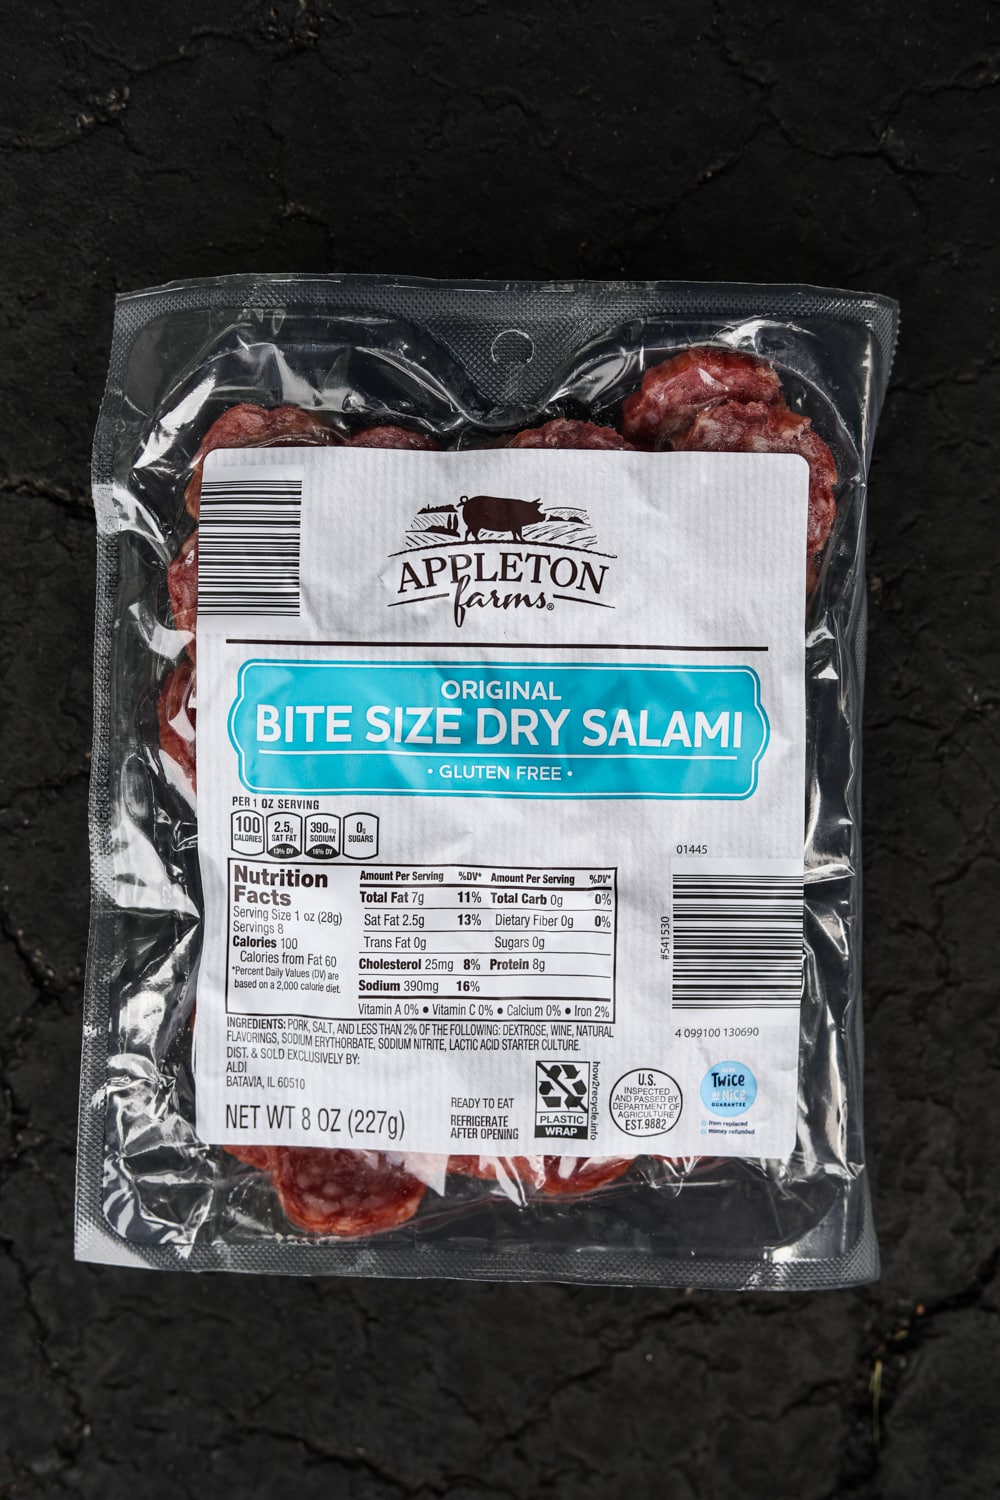 APPLETON
farms®
ORIGINAL
BITE SIZE DRY SALAMI
• GLUTEN FREE •
PER 1 OZ SERVING
100 CALORIES
2.5g SAT FAT 13% DV
390mg SODIUM 16% DV
0g SUGARS
Nutrition
Facts
Serving Size 1 oz (28g)
Servings 8
Calories 100
Calories from Fat 60
*Percent Daily Values (DV) are
based on a 2,000 calorie diet.
Amount Per Serving %DV* Amount Per Serving %DV*
Total Fat 7g 11% Total Carb 0g 0%
Sat Fat 2.5g 13% Dietary Fiber 0g 0%
Trans Fat 0g Sugars 0g
Cholesterol 25mg 8% Protein 8g
Sodium 390mg 16%
Vitamin A 0% • Vitamin C 0% • Calcium 0% • Iron 2%
INGREDIENTS: PORK, SALT, AND LESS THAN 2% OF THE FOLLOWING: DEXTROSE, WINE, NATURAL
FLAVORINGS, SODIUM ERYTHORBATE, SODIUM NITRITE, LACTIC ACID STARTER CULTURE.
DIST. & SOLD EXCLUSIVELY BY:
ALDI
BATAVIA, IL 60510
NET WT 8 OZ (227g)
READY TO EAT
REFRIGERATE
AFTER OPENING
PLASTIC
WRAP
how2recycle.info
U.S.
INSPECTED
AND PASSED BY
DEPARTMENT OF
AGRICULTURE
EST.9882
Twice
as Nice
GUARANTEE
item replaced
money refunded
01445
#541530
4 099100 130690